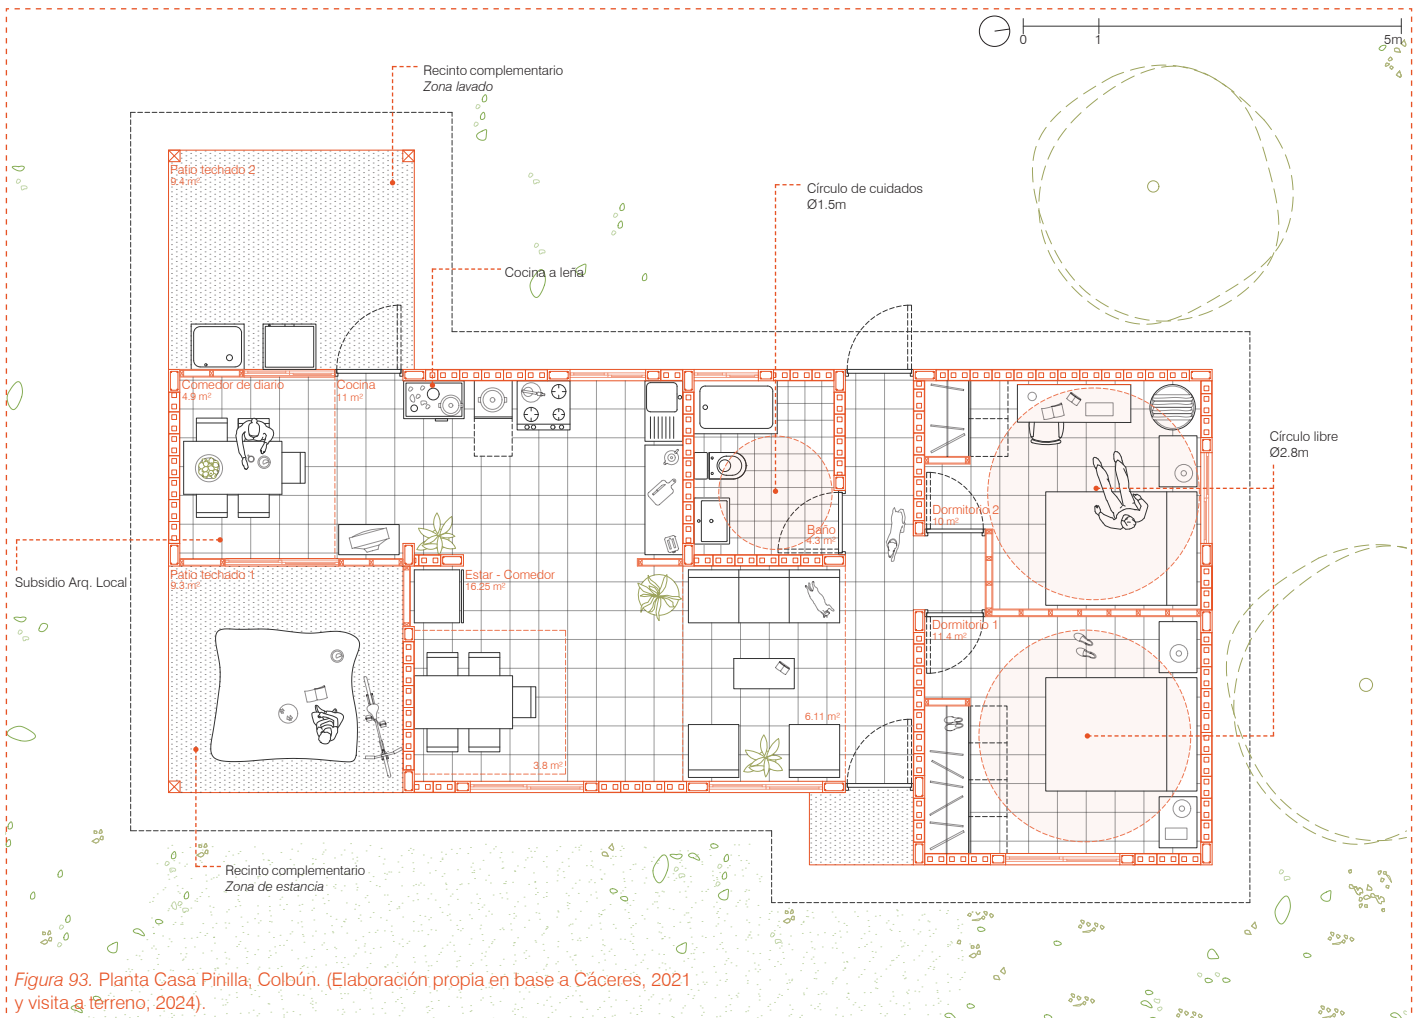 0 1 5m
Recinto complementario
Zona lavado
Patio techado 2
9.4 m²
Círculo de cuidados
Ø1.5m
Cocina a leña
Comedor de diario
4.9 m²
Cocina
11 m²
Círculo libre
Ø2.8m
Dormitorio 2
10 m²
Baño
4.3 m²
Subsidio Arq. Local
Patio techado 1
9.3 m²
Estar - Comedor
16.25 m²
Dormitorio 1
11.4 m²
6.11 m²
3.8 m²
Recinto complementario
Zona de estancia
Figura 93. Planta Casa Pinilla, Colbún. (Elaboración propia en base a Cáceres, 2021
y visita a terreno, 2024).